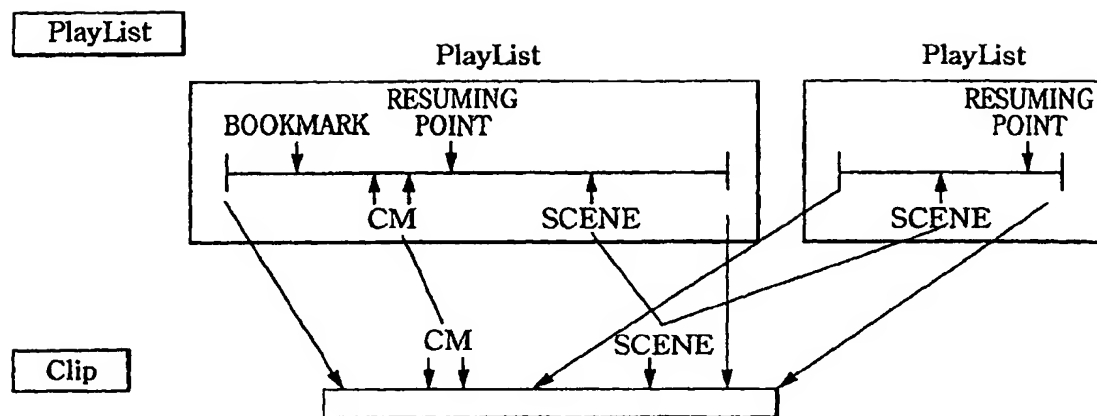 PlayList
PlayList
PlayList
BOOKMARK
RESUMING
POINT
RESUMING
POINT
CM
SCENE
SCENE
CM
SCENE
Clip